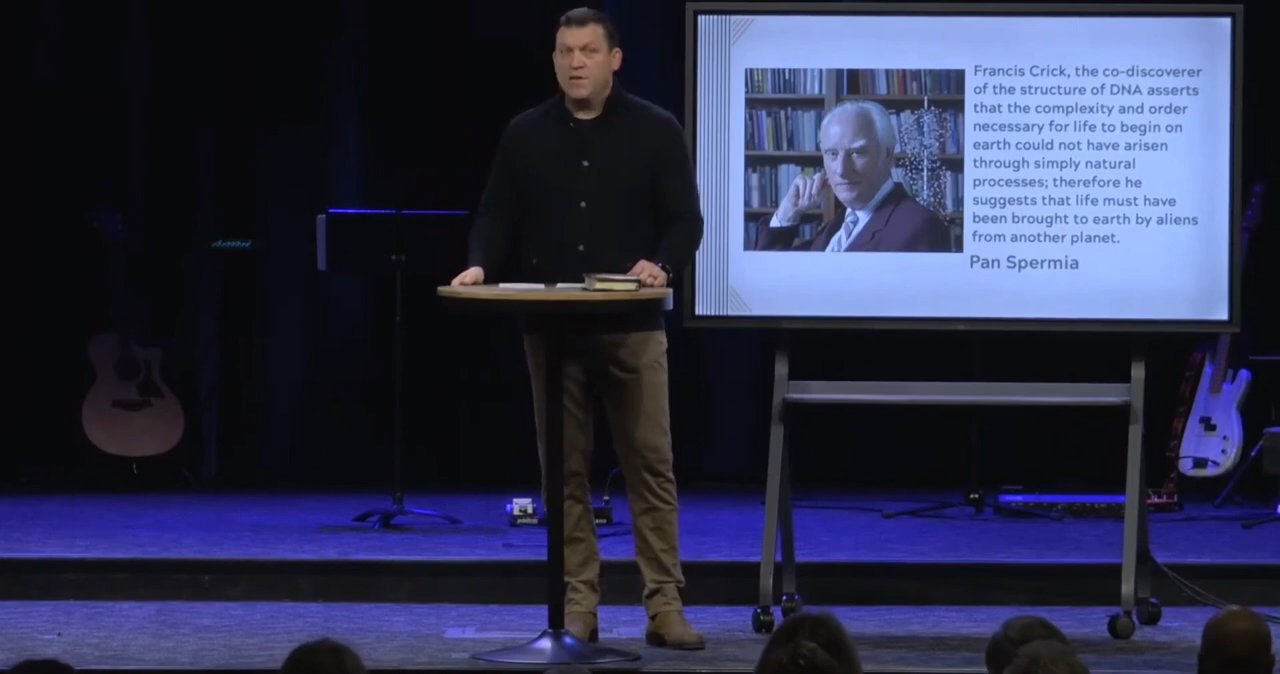 Francis Crick, the co-discoverer
of the structure of DNA asserts
that the complexity and order
necessary for life to begin on
earth could not have arisen
through simply natural
processes; therefore he
suggests that life must have
been brought to earth by aliens
from another planet.
Pan Spermia